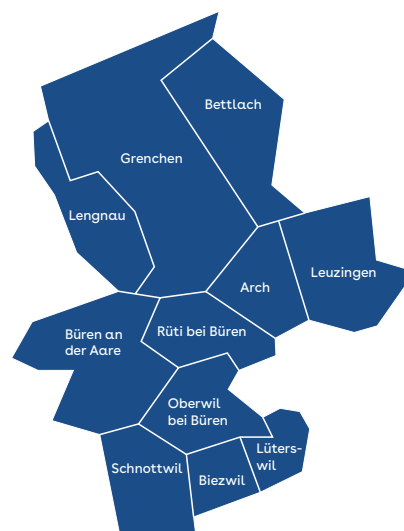 Bettlach
Grenchen
Lengnau
Leuzingen
Arch
Büren an
der Aare
Rüti bei Büren
Oberwil
bei Büren
Lüters-
wil
Schnottwil
Biezwil